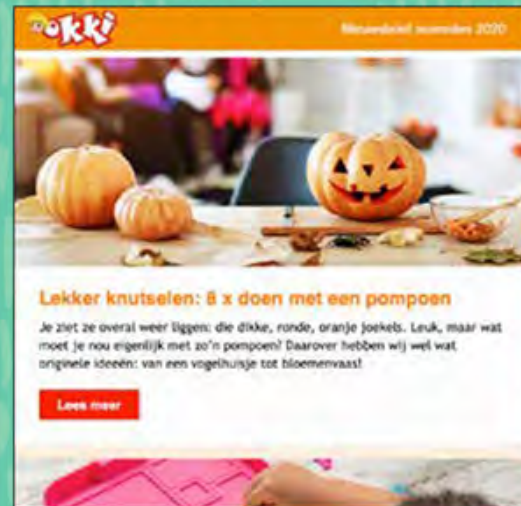 okki
Nieuwsbrief november 2020
Lekker knutselen: 8 x doen met een pompoen
Je ziet ze overal weer liggen: die dikke, ronde, oranje joekels. Leuk, maar wat
moet je nou eigenlijk met zo'n pompoen? Daarover hebben wij wel wat
originele ideeën: van een vogelhuisje tot bloemenvaas!
Lees meer